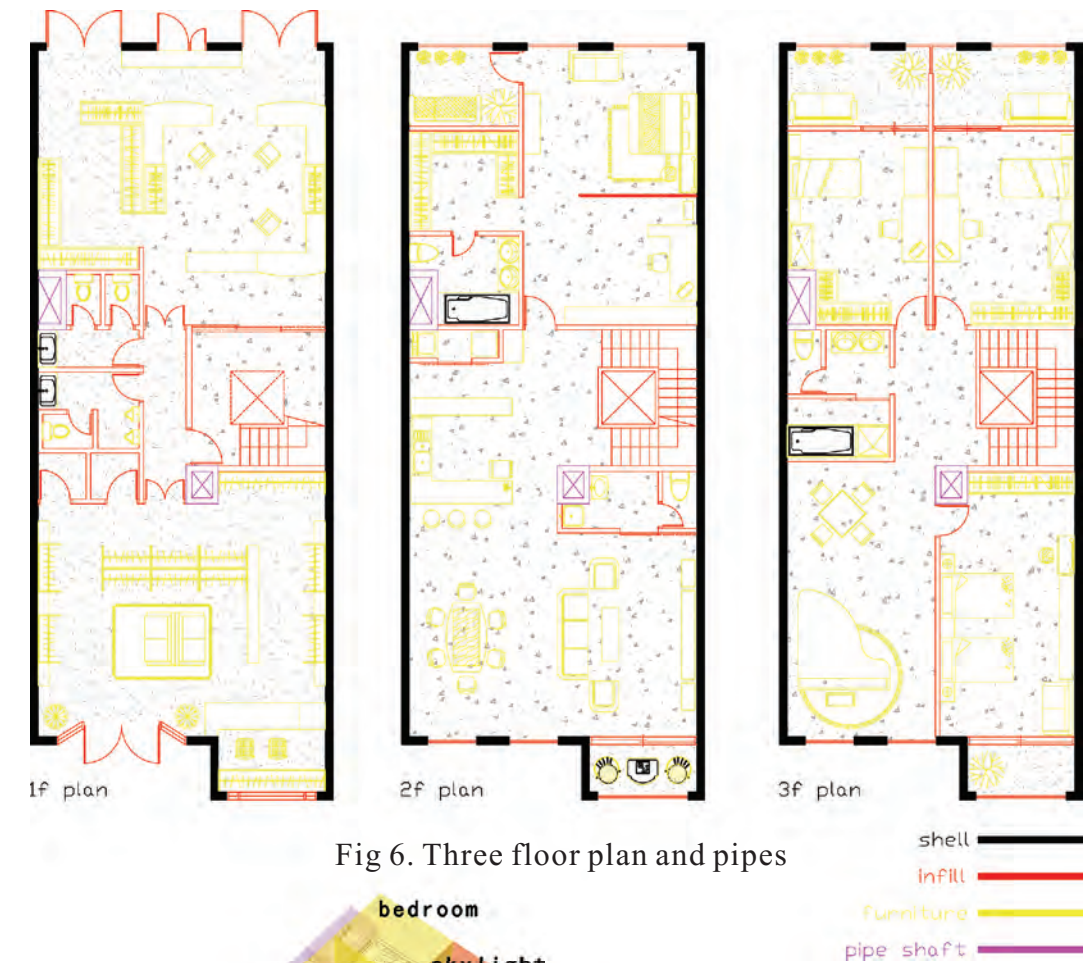 1f plan
2f plan
3f plan
Fig 6. Three floor plan and pipes
shell
infill
furniture
pipe shaft
bedroom
skylight